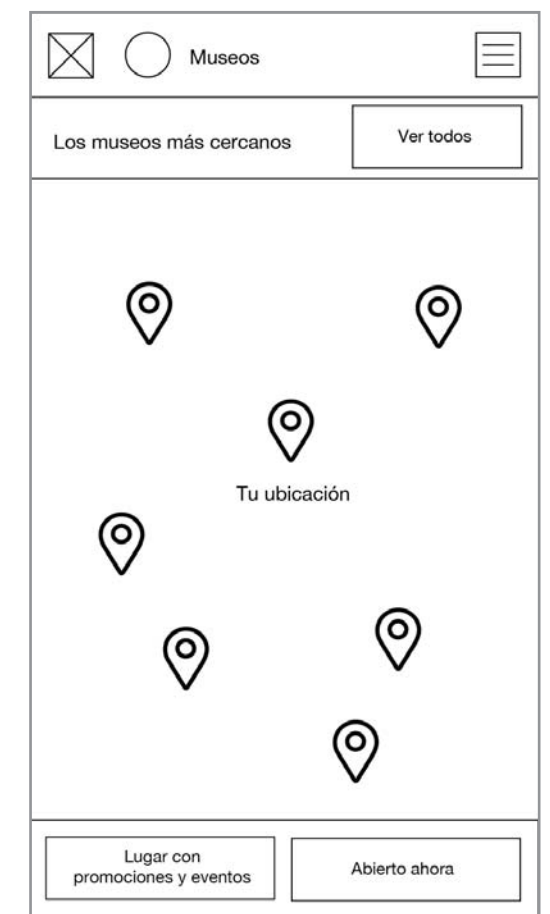 Museos
Los museos más cercanos
Ver todos
Tu ubicación
Lugar con
promociones y eventos
Abierto ahora